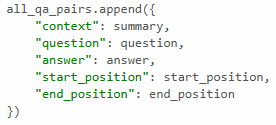 all_qa_pairs.append({
    "context": summary,
    "question": question,
    "answer": answer,
    "start_position": start_position,
    "end_position": end_position
})